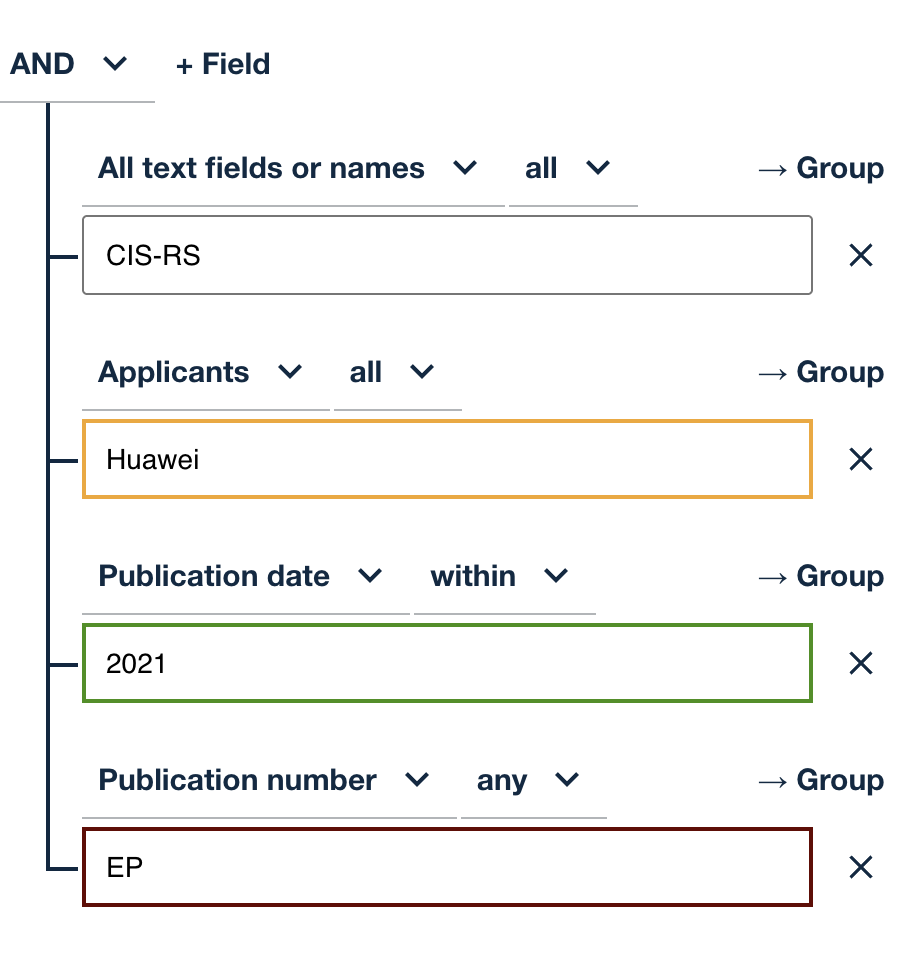 AND + Field
All text fields or names all → Group
CIS-RS
Applicants all → Group
Huawei
Publication date within → Group
2021
Publication number any → Group
EP